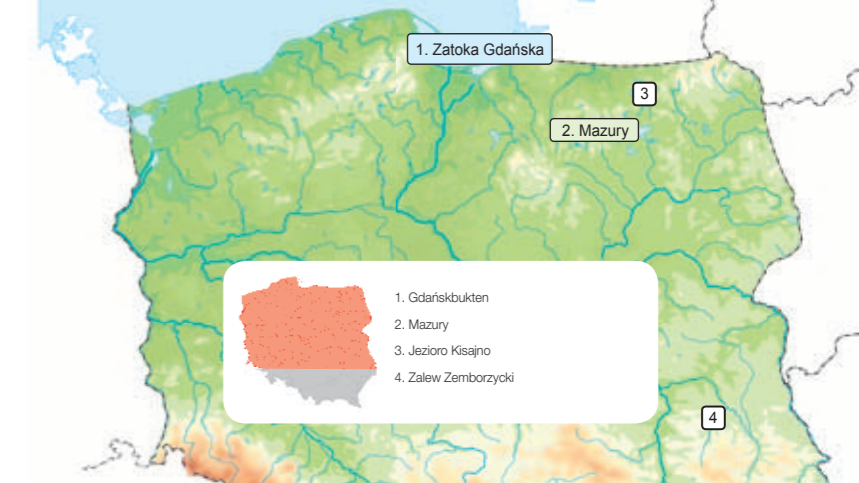 1. Zatoka Gdańska
3
2. Mazury
1. Gdańskbukten
2. Mazury
3. Jezioro Kisajno
4. Zalew Zemborzycki
4